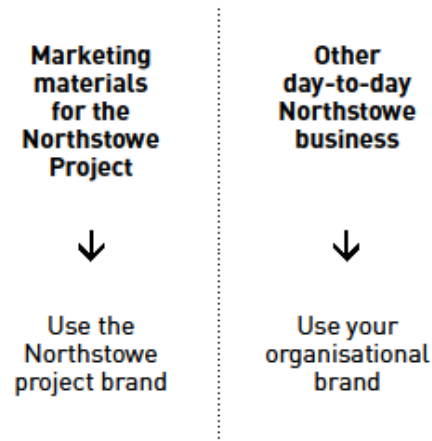 Marketing
materials
for the
Northstowe
Project
Use the
Northstowe
project brand
Other
day-to-day
Northstowe
business
Use your
organisational
brand